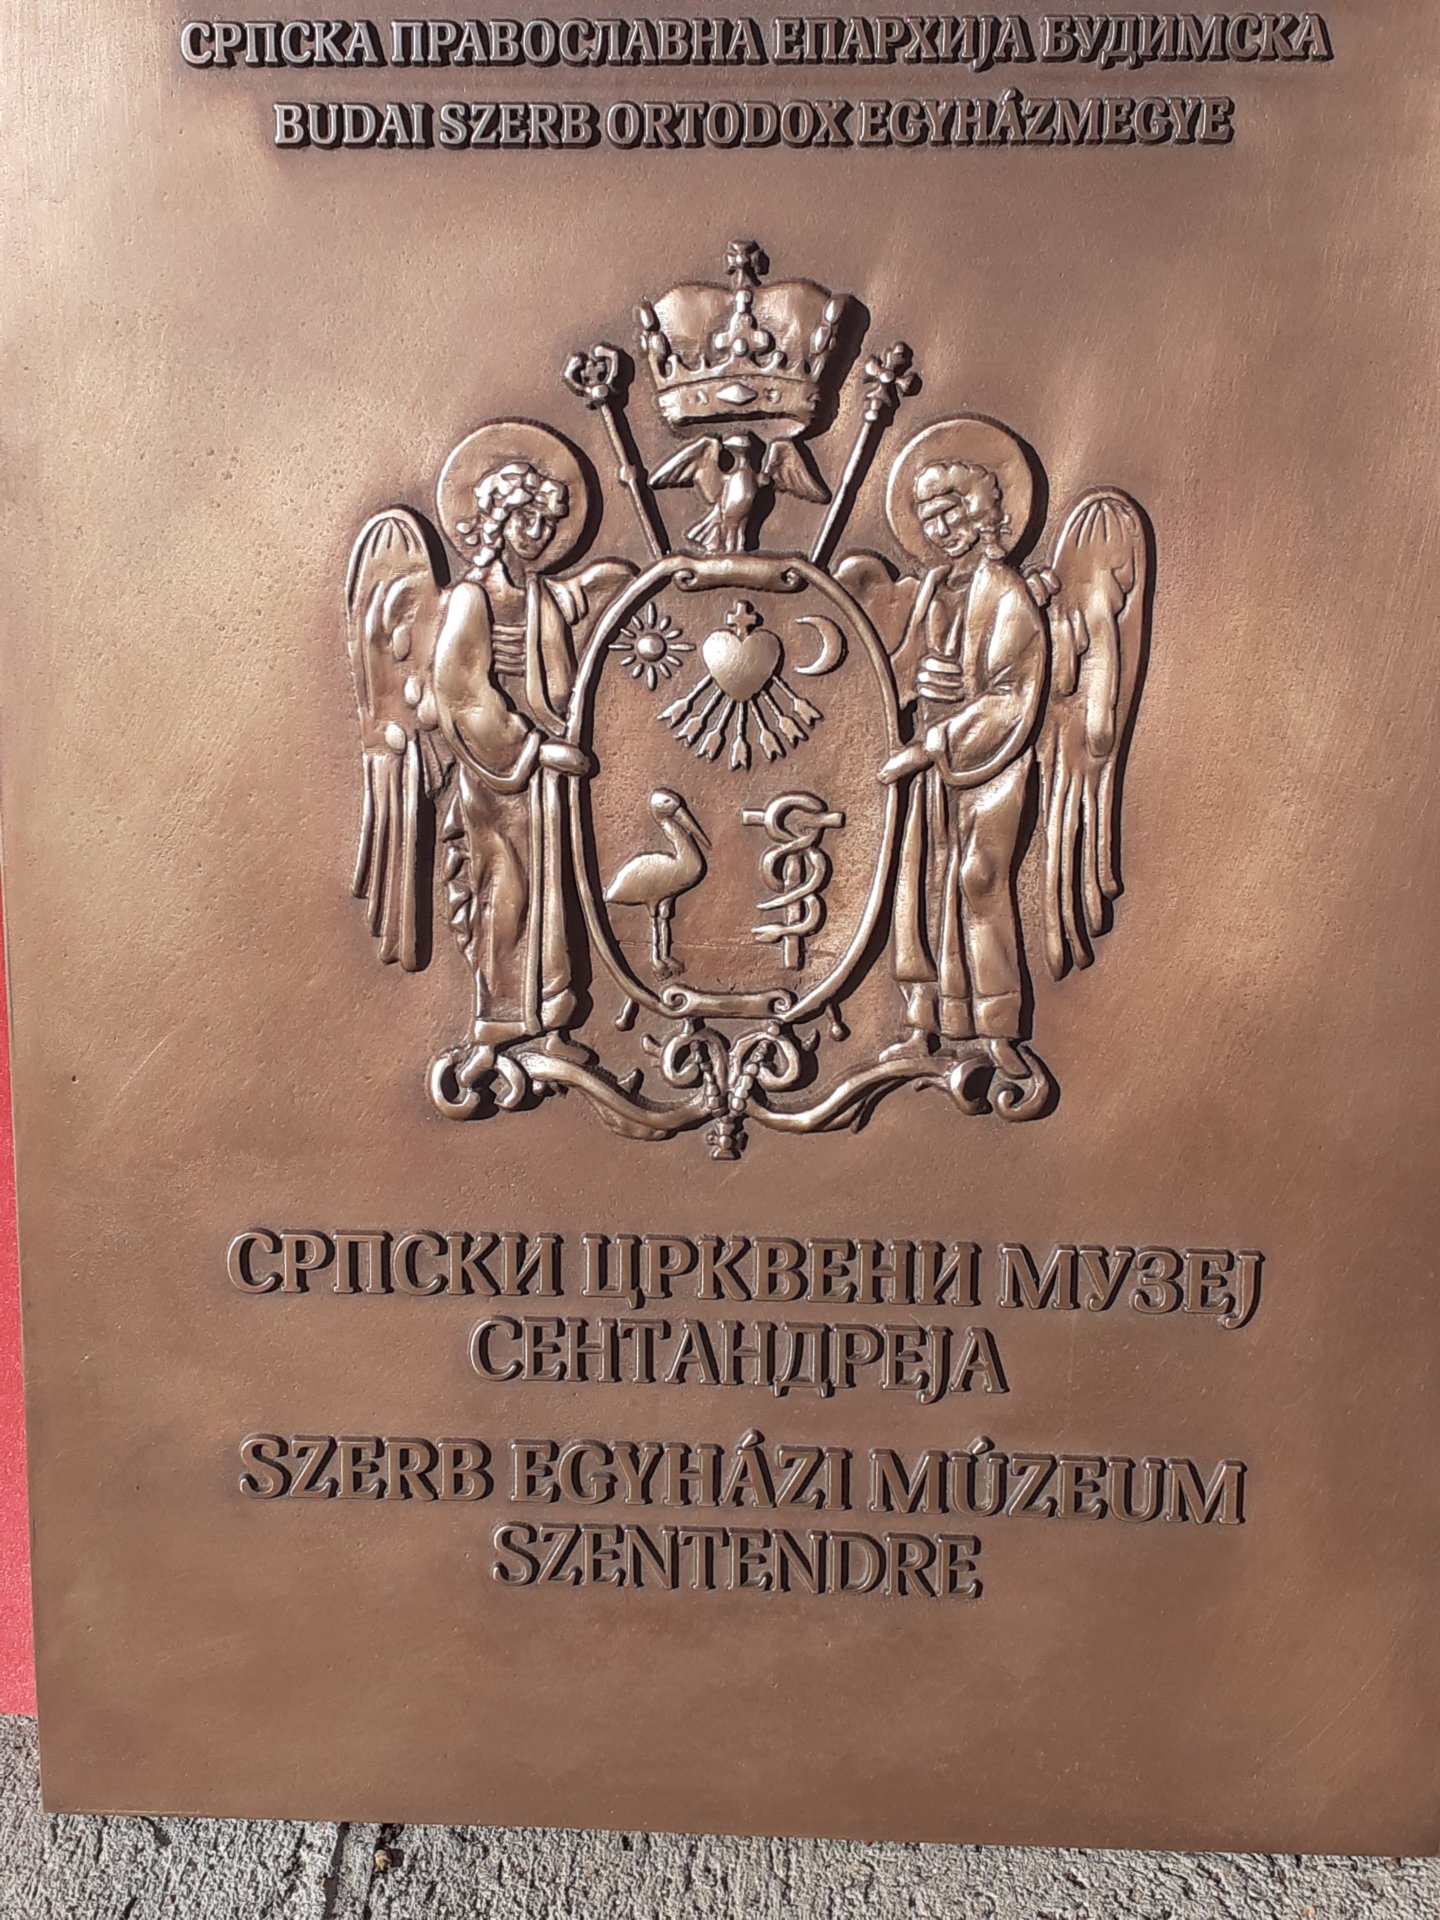 СРПСКА ПРАВОСЛАВНА ЕПАРХИЈА БУДИМСКА
BUDAI SZERB ORTODOX EGYHÁZMEGYE
СРПСКИ ЦРКВЕНИ МУЗЕЈ
СЕНТАНДРЕЈА
SZERB EGYHÁZI MÚZEUM
SZENTENDRE